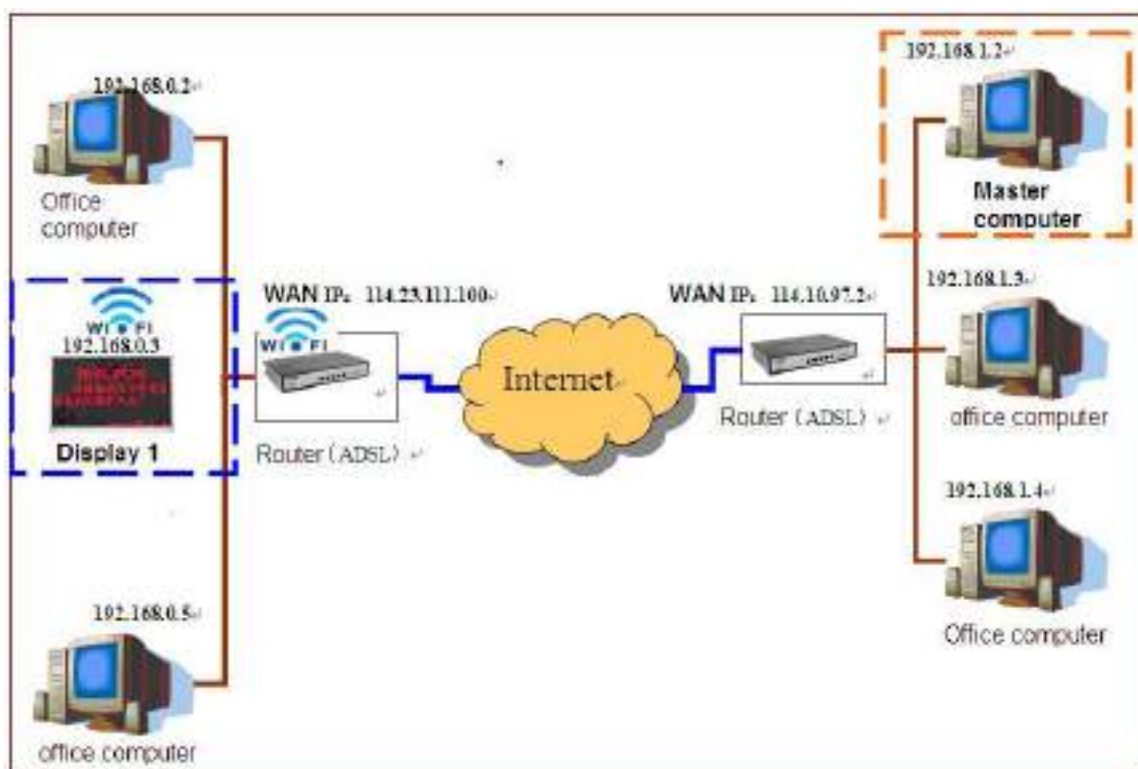 192.168.0.2
Office
computer
WI FI
192.168.0.3
Display 1
192.168.0.5
office computer
WAN IP: 114.23.111.100
WI FI
Router (ADSL)
Internet
WAN IP: 114.10.97.2
Router (ADSL)
192.168.1.2
Master
computer
192.168.1.3
office computer
192.168.1.4
Office computer